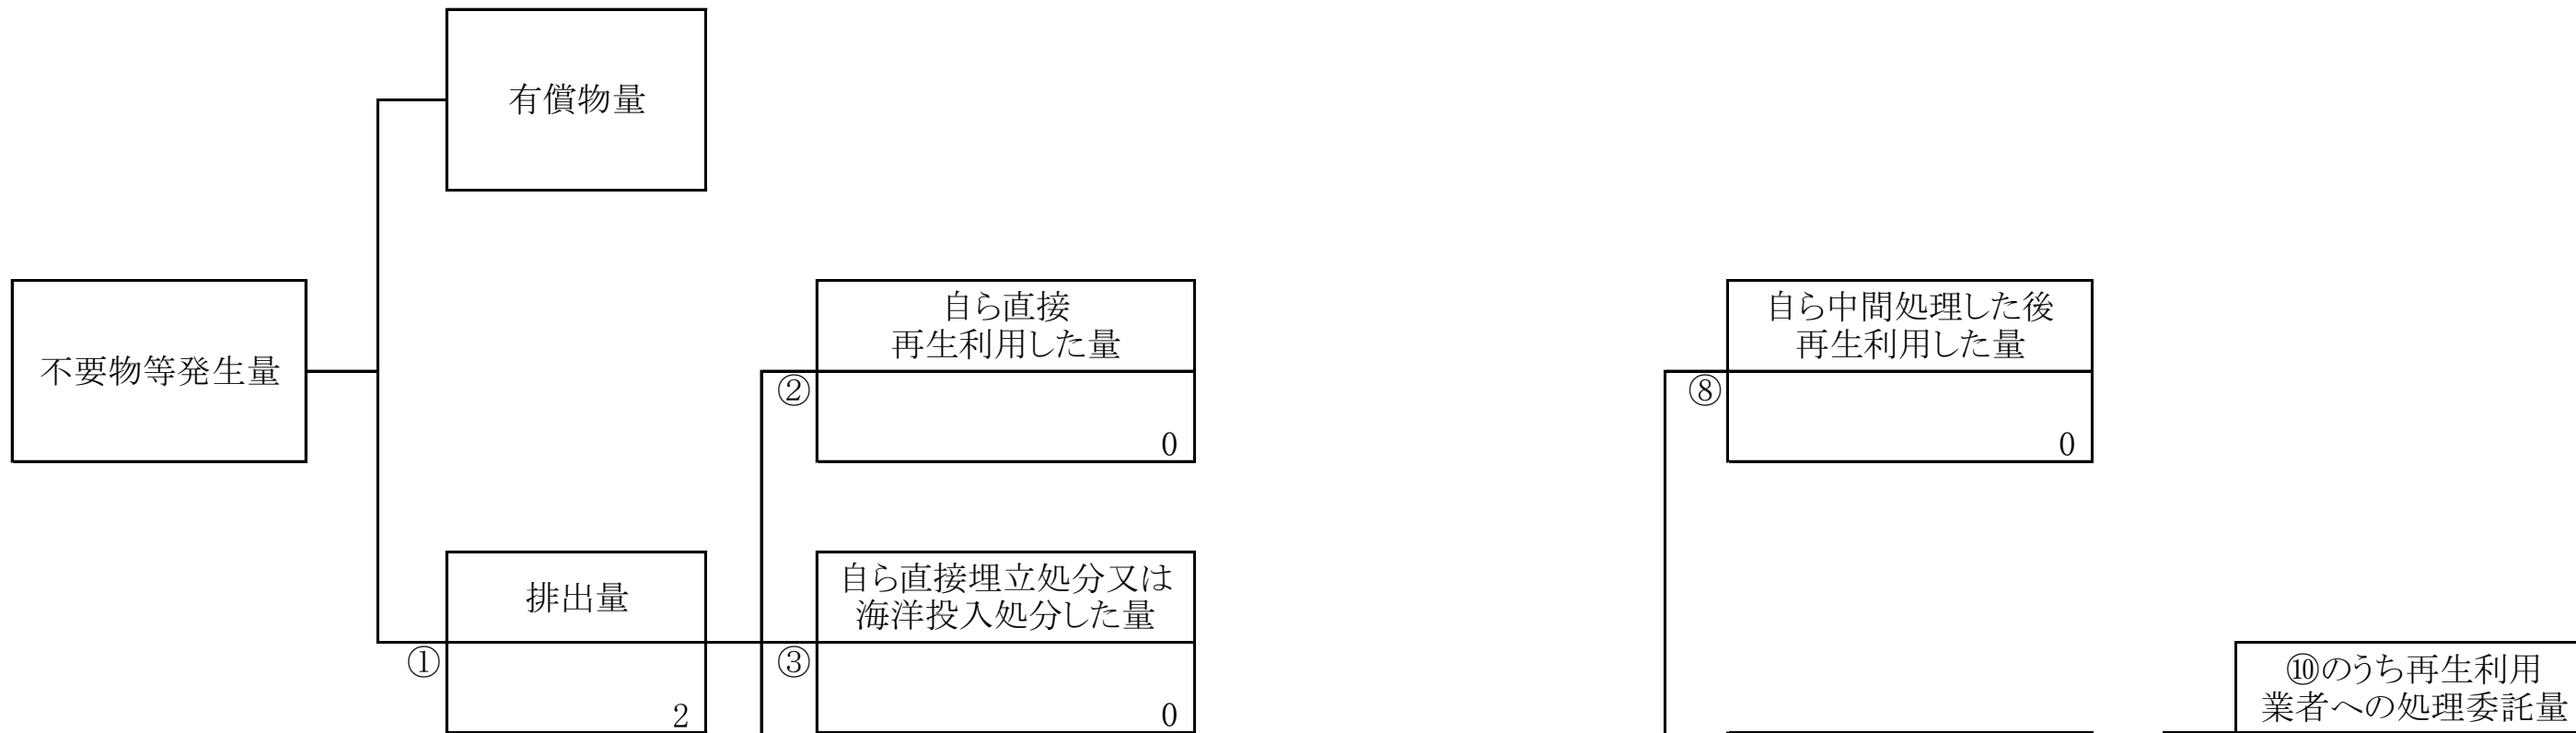 有償物量
不要物等発生量
自ら直接
再生利用した量
②
0
自ら中間処理した後
再生利用した量
⑧
0
排出量
①
2
自ら直接埋立処分又は
海洋投入処分した量
③
0
⑩のうち再生利用
業者への処理委託量